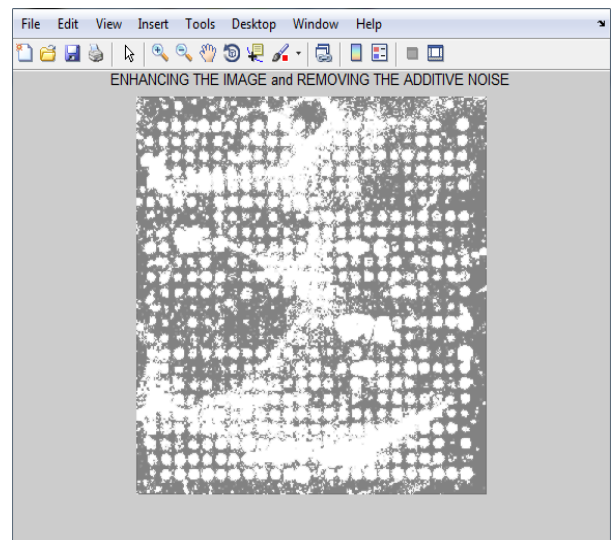 File Edit View Insert Tools Desktop Window Help
ENHANCING THE IMAGE and REMOVING THE ADDITIVE NOISE